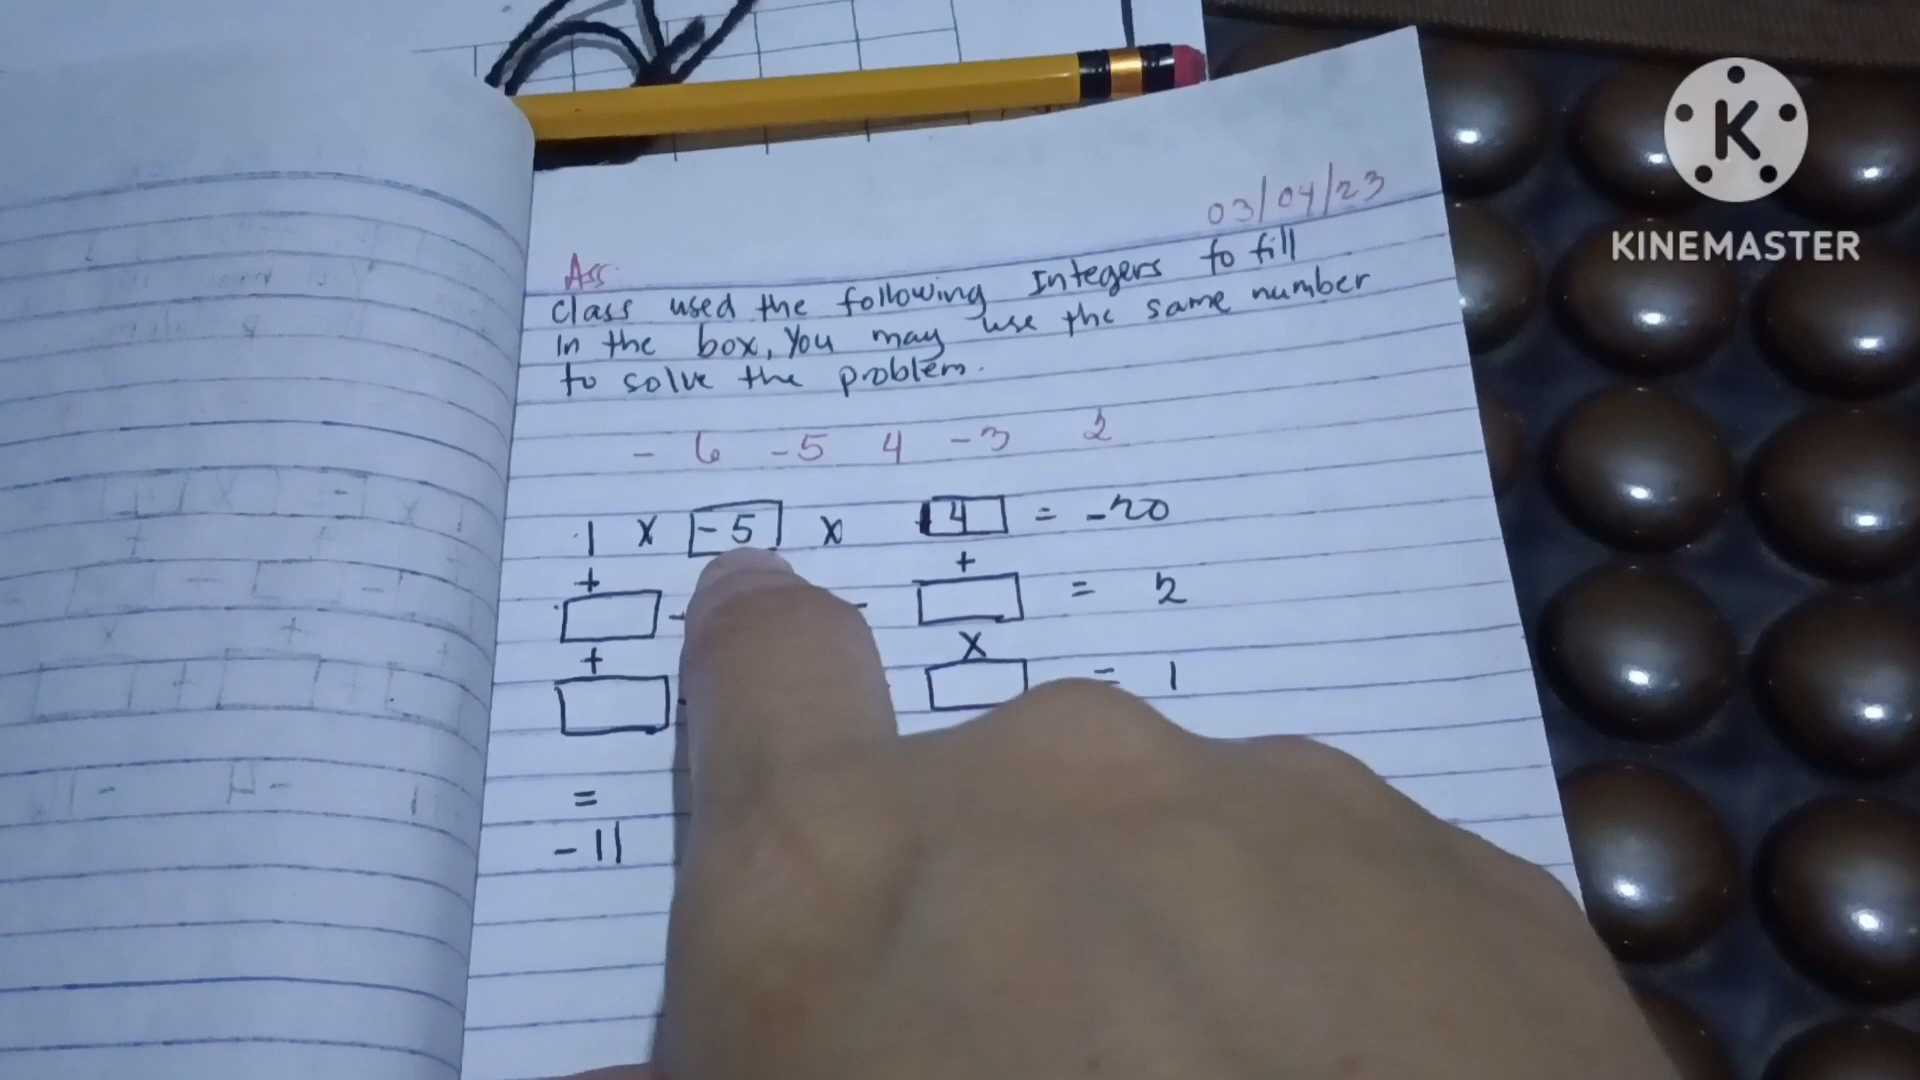 03/04/23
Ass.
Class used the following Integers to fill
in the box, You may use the same number
to solve the problem.
- 6 -5 4 -3 2
1 x -5 x 4 = -20
+ +
- - = 2
+ x
- = 1
=
-11
K
KINEMASTER